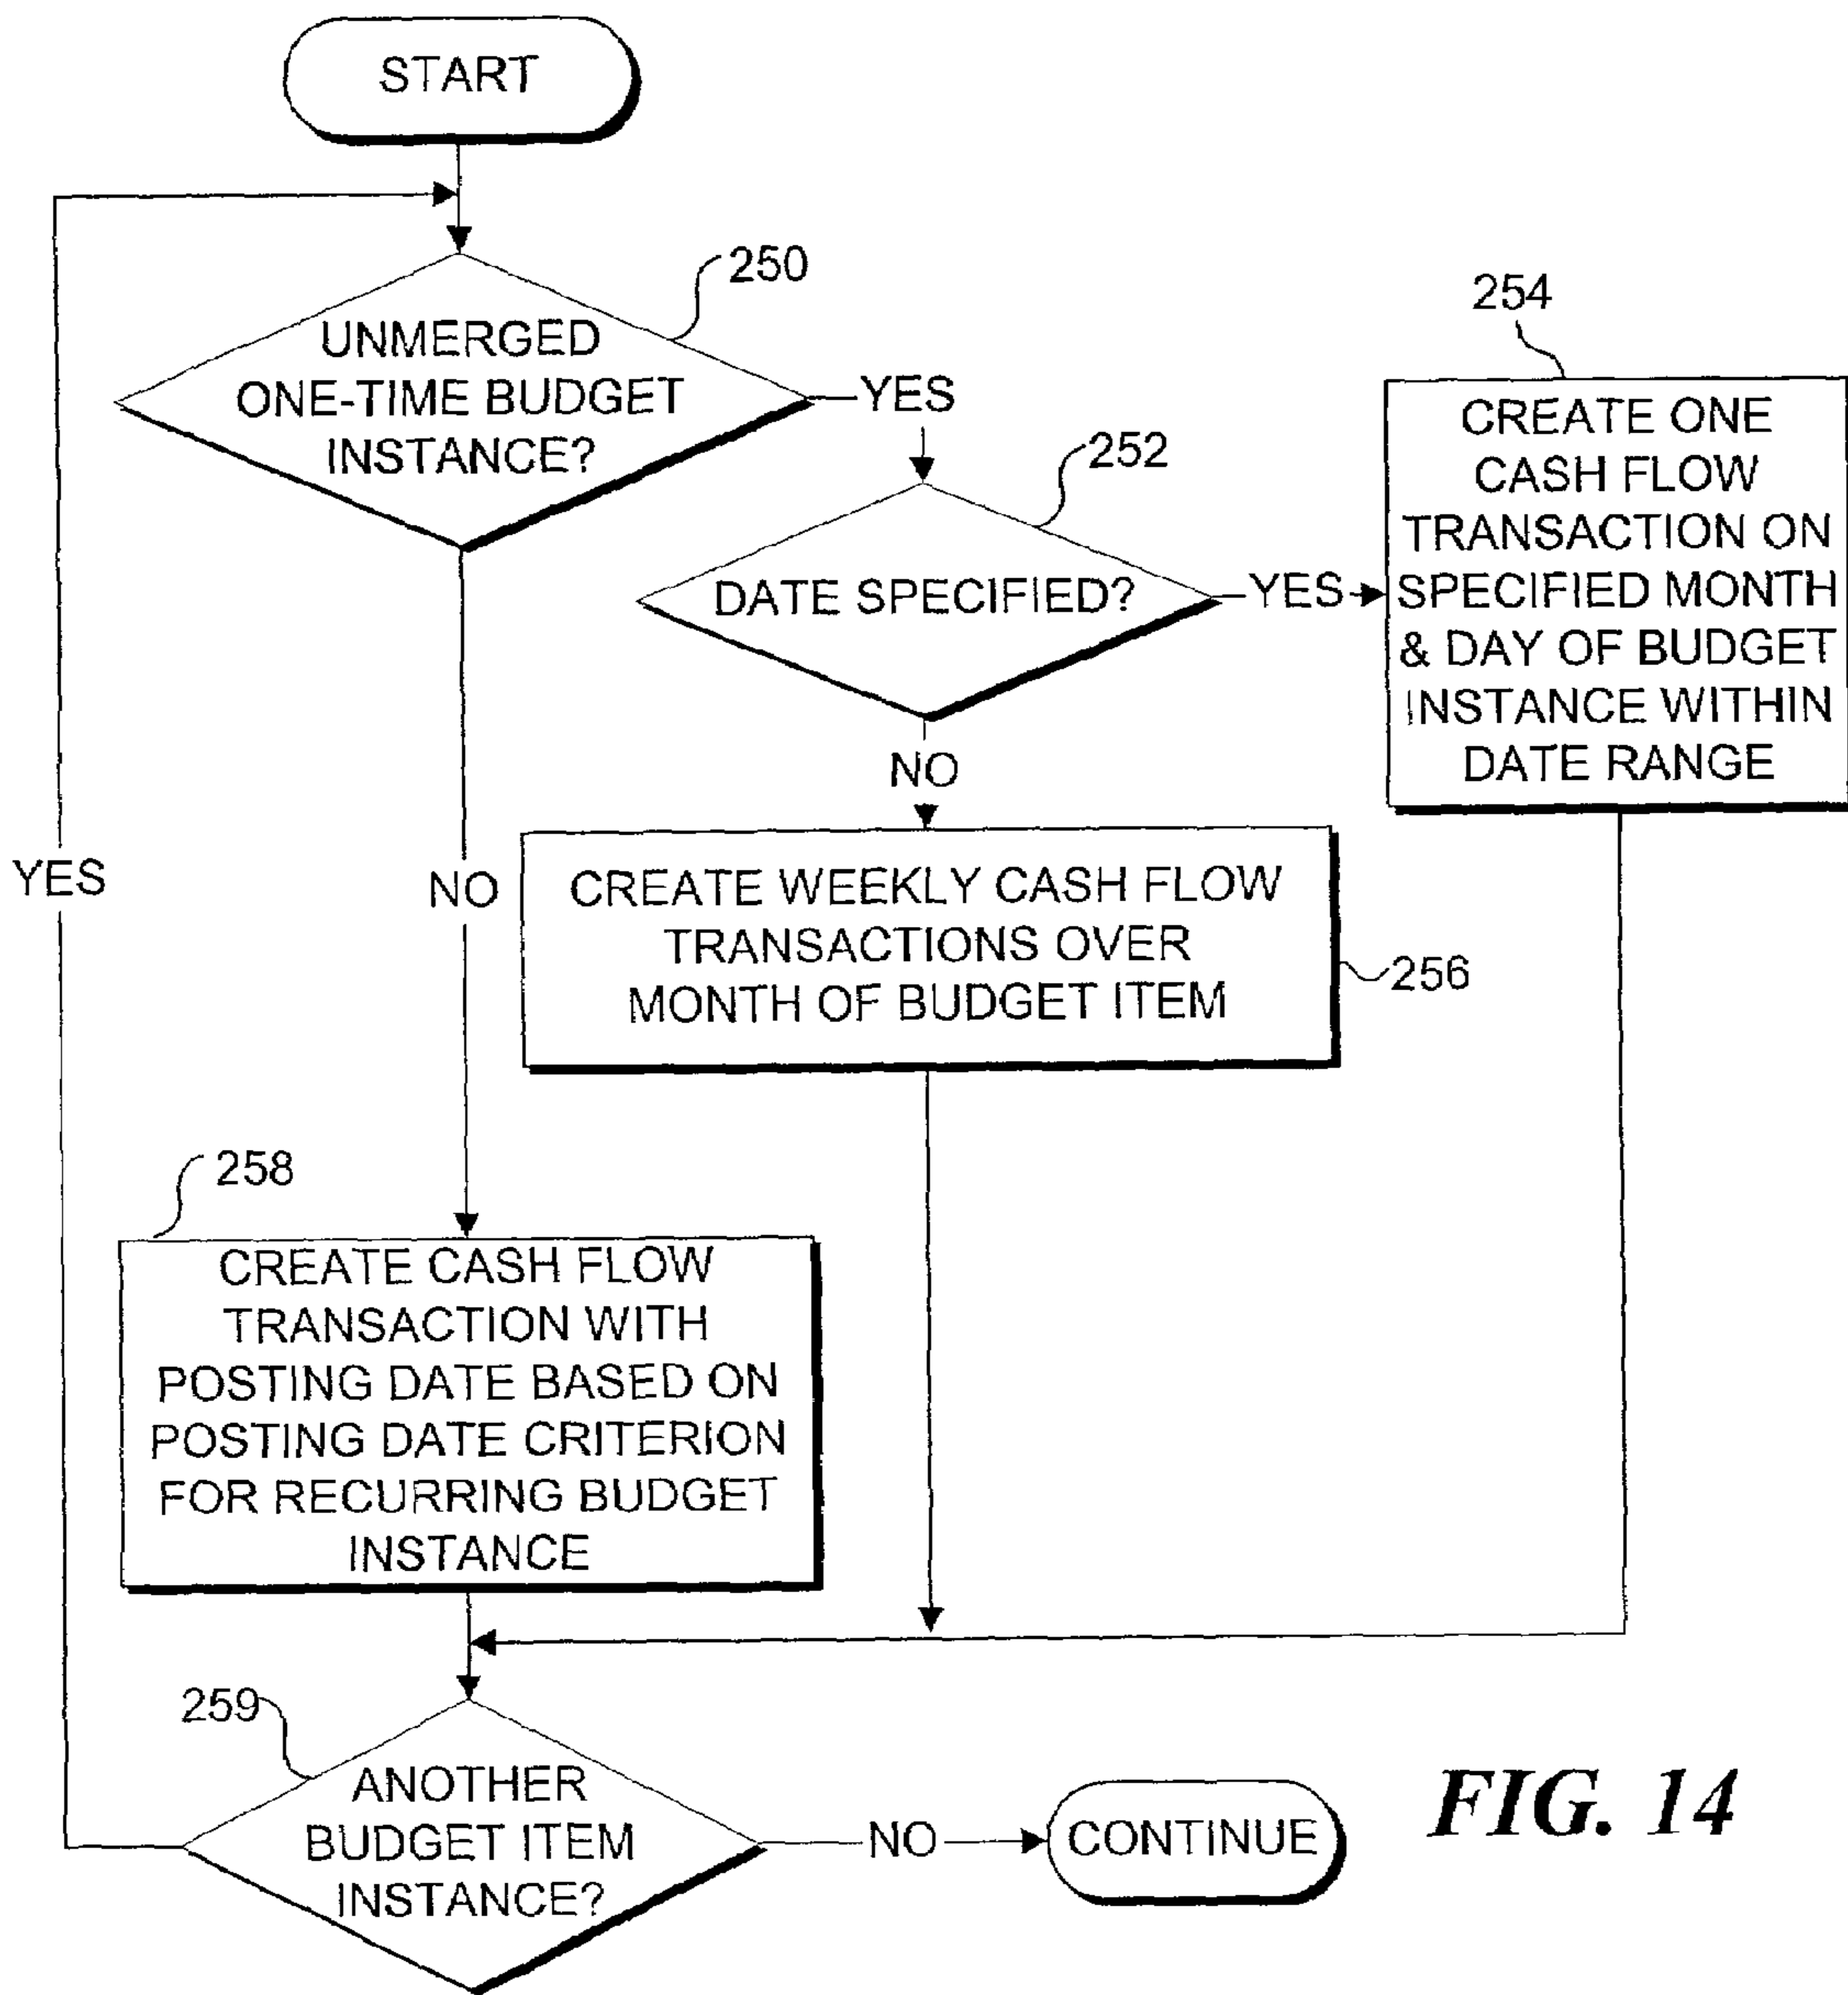 START
250
UNMERGED
ONE-TIME BUDGET
INSTANCE?
YES
252
DATE SPECIFIED?
YES
254
CREATE ONE
CASH FLOW
TRANSACTION ON
SPECIFIED MONTH
& DAY OF BUDGET
INSTANCE WITHIN
DATE RANGE
NO
YES
NO
CREATE WEEKLY CASH FLOW
TRANSACTIONS OVER
MONTH OF BUDGET ITEM
256
258
CREATE CASH FLOW
TRANSACTION WITH
POSTING DATE BASED ON
POSTING DATE CRITERION
FOR RECURRING BUDGET
INSTANCE
259
ANOTHER
BUDGET ITEM
INSTANCE?
NO
CONTINUE
FIG. 14